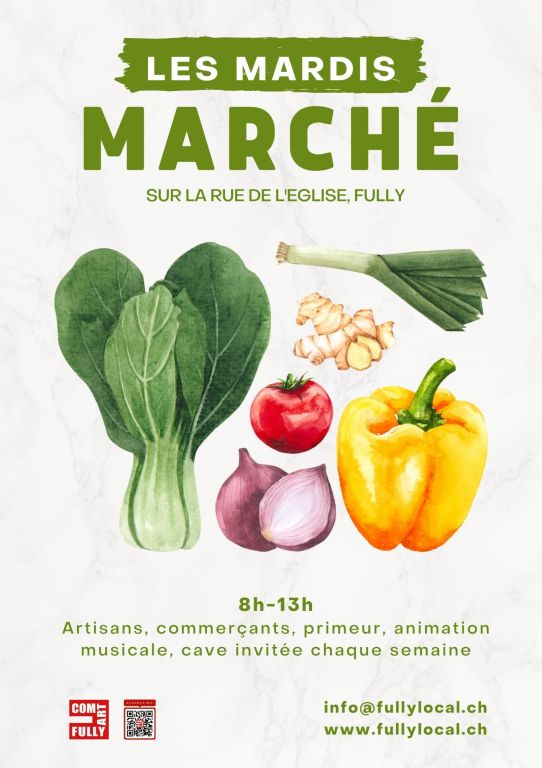 LES MARDIS
MARCHÉ
SUR LA RUE DE L'EGLISE, FULLY
8h-13h
Artisans, commerçants, primeur, animation
musicale, cave invitée chaque semaine
COM
ART
FULLY
info@fullylocal.ch
www.fullylocal.ch